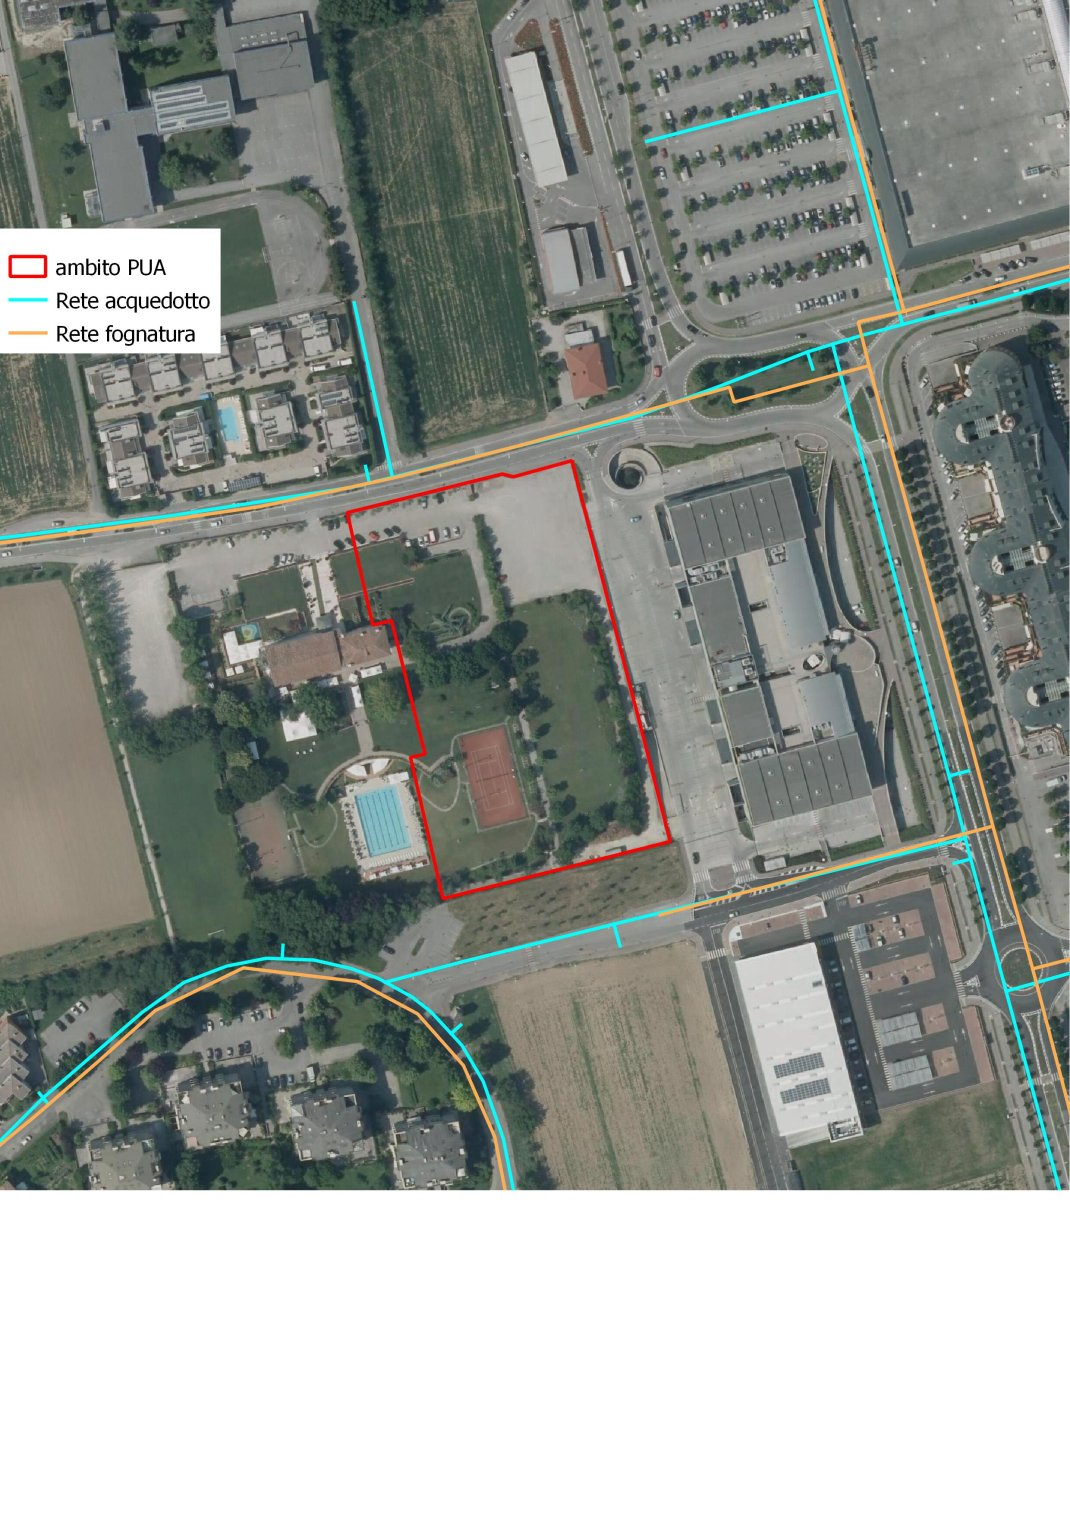 ambito PUA
Rete acquedotto
Rete fognatura